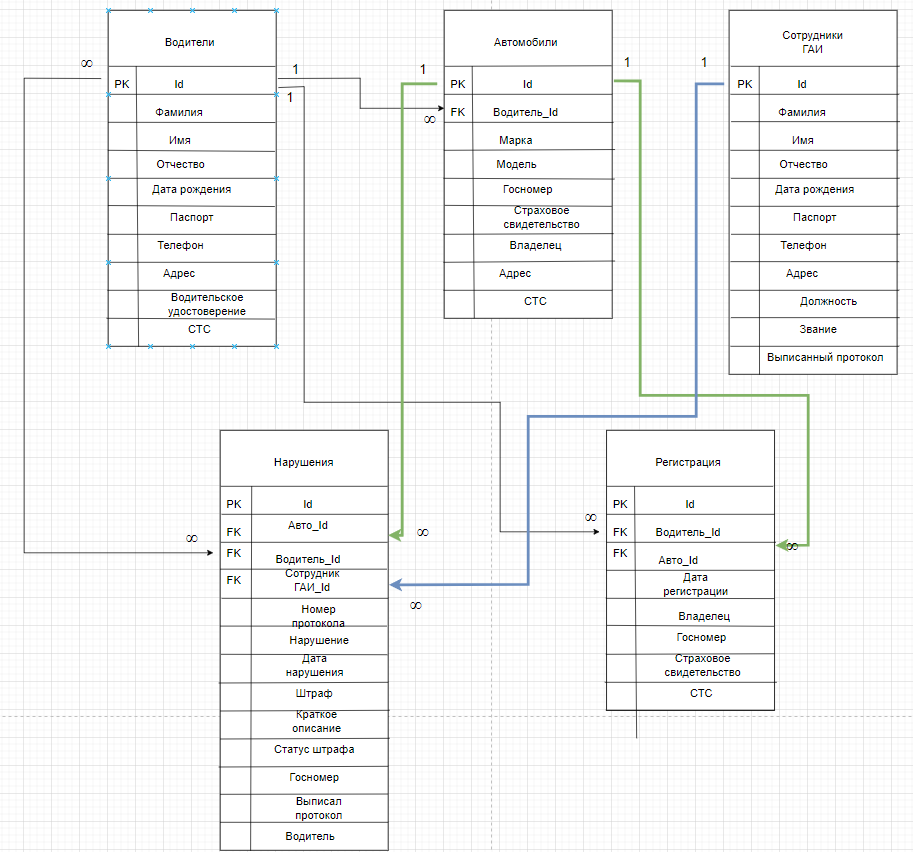 Водители
∞
1
PK
Id
1
Фамилия
Имя
Отчество
Дата рождения
Паспорт
Телефон
Адрес
Водительское
удостоверение
СТС
Автомобили
1
1
PK
Id
∞
FK
Водитель_Id
Марка
Модель
Госномер
Страховое
свидетельство
Владелец
Адрес
СТС
Сотрудники
ГАИ
1
PK
Id
Фамилия
Имя
Отчество
Дата рождения
Паспорт
Телефон
Адрес
Должность
Звание
Выписанный протокол
Нарушения
PK
Id
FK
Авто_Id
∞
∞
FK
Водитель_Id
FK
Сотрудник
ГАИ_Id
∞
Номер
протокола
Нарушение
Дата
нарушения
Штраф
Краткое
описание
Статус штрафа
Госномер
Выписал
протокол
Водитель
Регистрация
PK
Id
∞
FK
Водитель_Id
∞
FK
Авто_Id
Дата
регистрации
Владелец
Госномер
Страховое
свидетельство
СТС